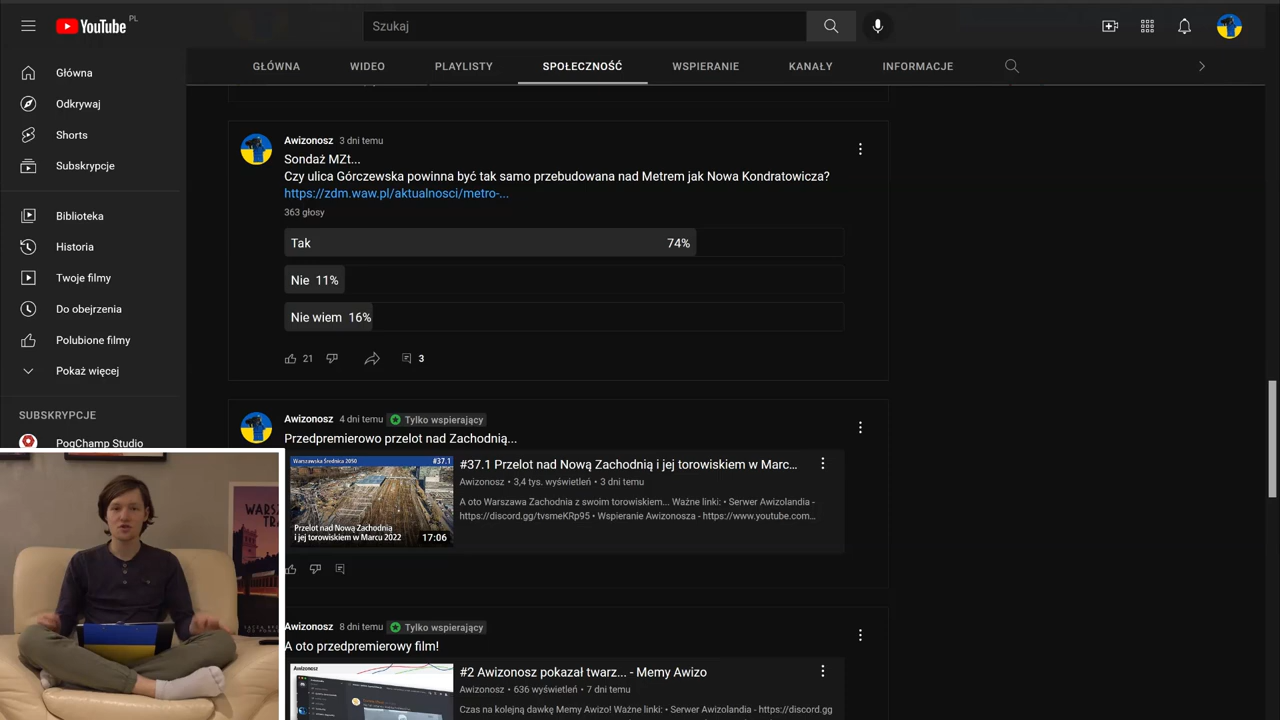 YouTube PL
Szukaj
Główna
Odkrywaj
Shorts
Subskrypcje
Biblioteka
Historia
Twoje filmy
Do obejrzenia
Polubione filmy
Pokaż więcej
SUBSKRYPCJE
PogChamp Studio
GŁÓWNA WIDEO PLAYLISTY SPOŁECZNOŚĆ WSPIERANIE KANAŁY INFORMACJE
Awizonosz 3 dni temu
Sondaż MZt...
Czy ulica Górczewska powinna być tak samo przebudowana nad Metrem jak Nowa Kondratowicza?
https://zdm.waw.pl/aktualnosci/metro-...
363 głosy
Tak 74%
Nie 11%
Nie wiem 16%
21 3
Awizonosz 4 dni temu Tylko wspierający
Przedpremierowo przelot nad Zachodnią...
Warszawska Średnica 2050 #37.1
Przelot nad Nową Zachodnią
i jej torowiskiem w Marcu 2022 17:06
#37.1 Przelot nad Nową Zachodnią i jej torowiskiem w Marc...
Awizonosz • 3,4 tys. wyświetleń • 3 dni temu
A oto Warszawa Zachodnia z swoim torowiskiem... Ważne linki: • Serwer Awizolandia -
https://discord.gg/tvsmeKRp95 • Wspieranie Awizonosza - https://www.youtube.com...
Awizonosz 8 dni temu Tylko wspierający
A oto przedpremierowy film!
Awizonosz
#2 Awizonosz pokazał twarz... - Memy Awizo
Awizonosz • 636 wyświetleń • 7 dni temu
Czas na kolejną dawkę Memy Awizo! Ważne linki: • Serwer Awizolandia - https://discord.gg